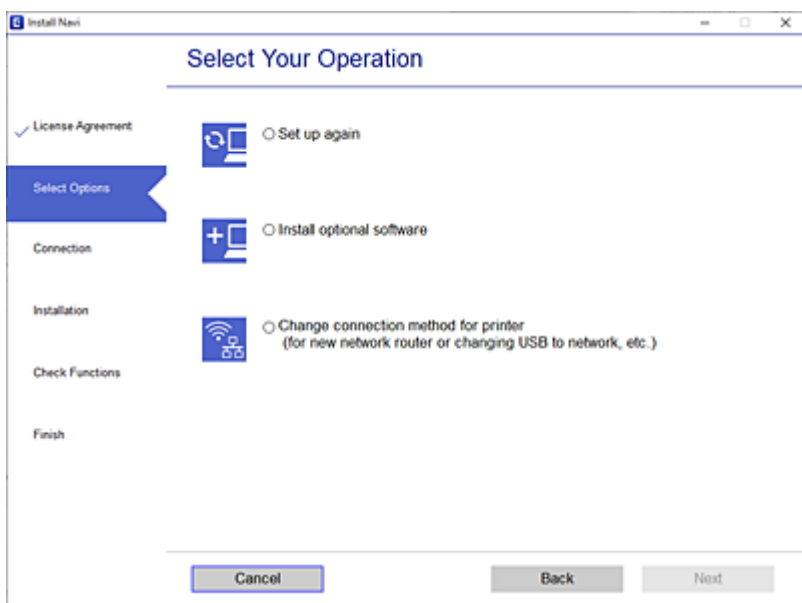 Install Navi
Select Your Operation
License Agreement
Select Options
Connection
Installation
Check Functions
Finish
Set up again
Install optional software
Change connection method for printer
(for new network router or changing USB to network, etc.)
Cancel
Back
Next